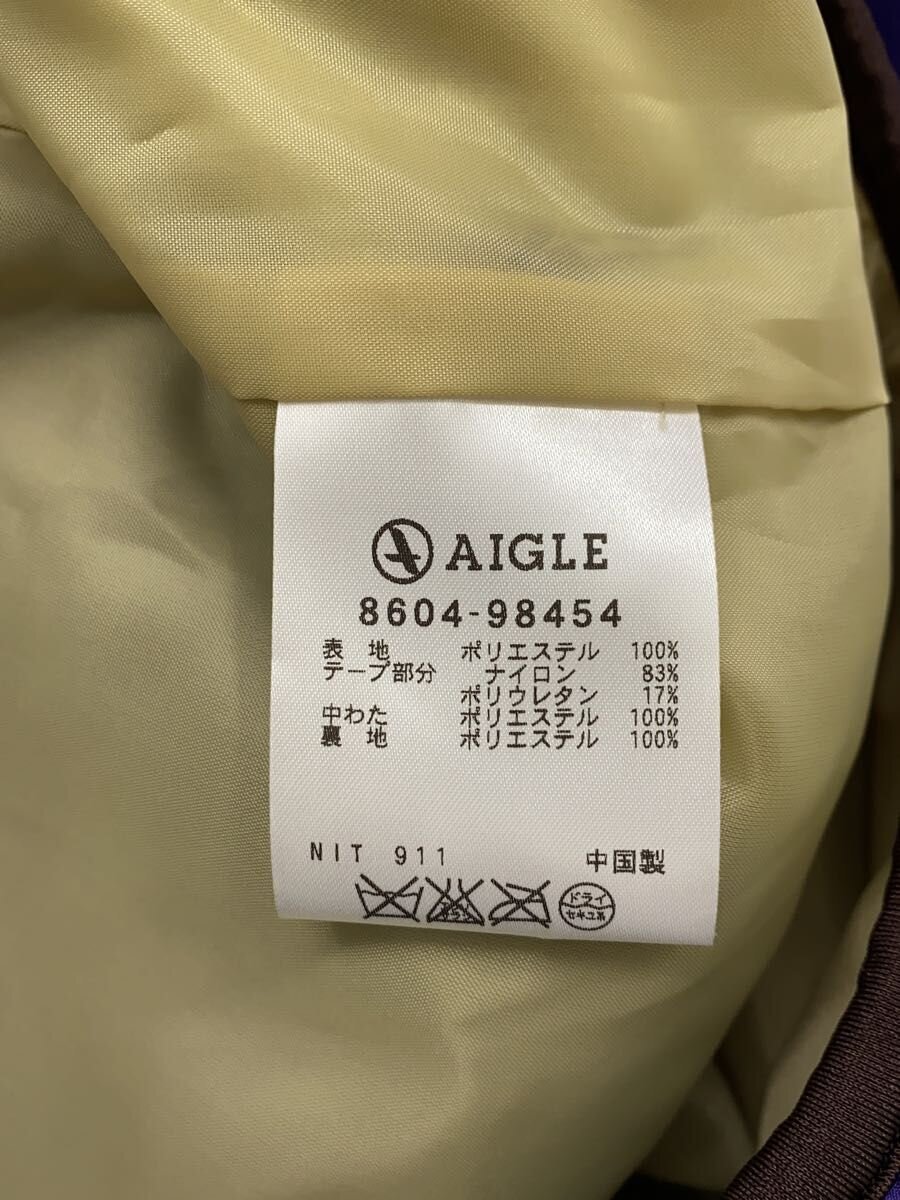 AIGLE
8604-98454
表 地 ポリエステル 100%
テープ部分 ナイロン 83%
ポリウレタン 17%
中わた ポリエステル 100%
裏 地 ポリエステル 100%
NIT 911 中国製
ドライ
セキユ系